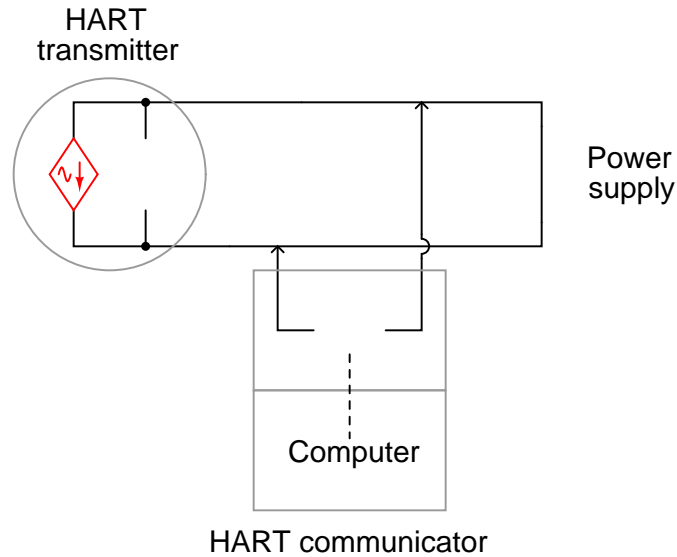 HART
transmitter
Power
supply
Computer
HART communicator